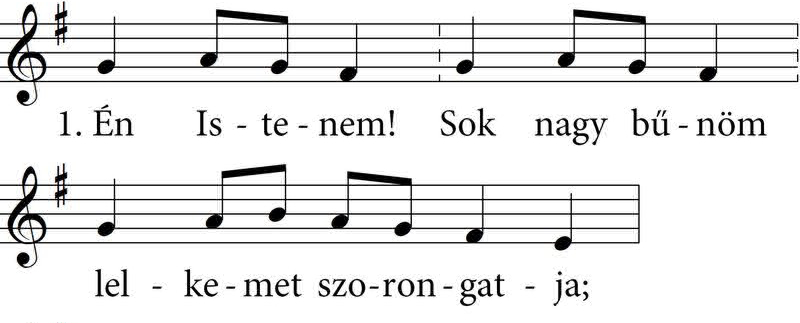 1. Én Is - te - nem! Sok nagy bű - nöm
lel - ke - met szo - ron - gat - ja;